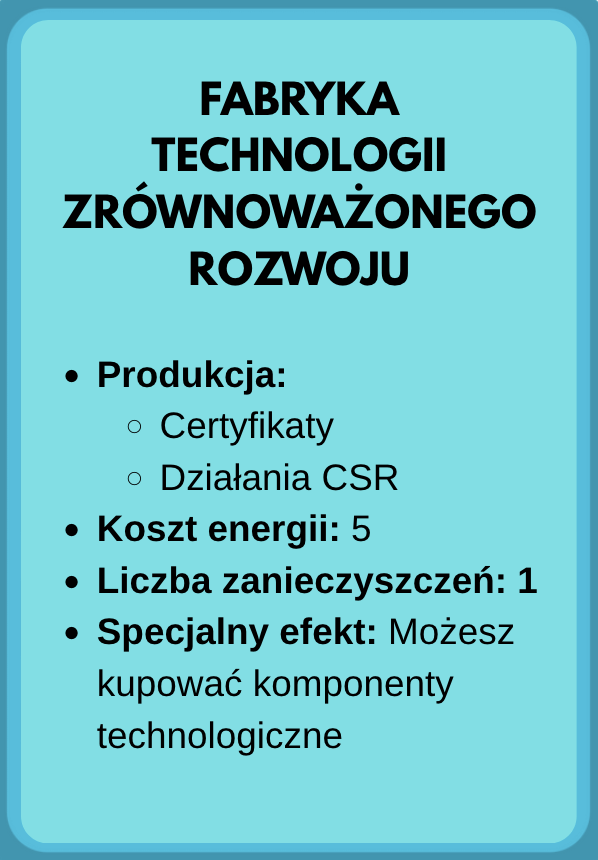 FABRYKA
TECHNOLOGII
ZRÓWNOWAŻONEGO
ROZWOJU
• Produkcja:
◦ Certyfikaty
◦ Działania CSR
• Koszt energii: 5
• Liczba zanieczyszczeń: 1
• Specjalny efekt: Możesz
kupować komponenty
technologiczne